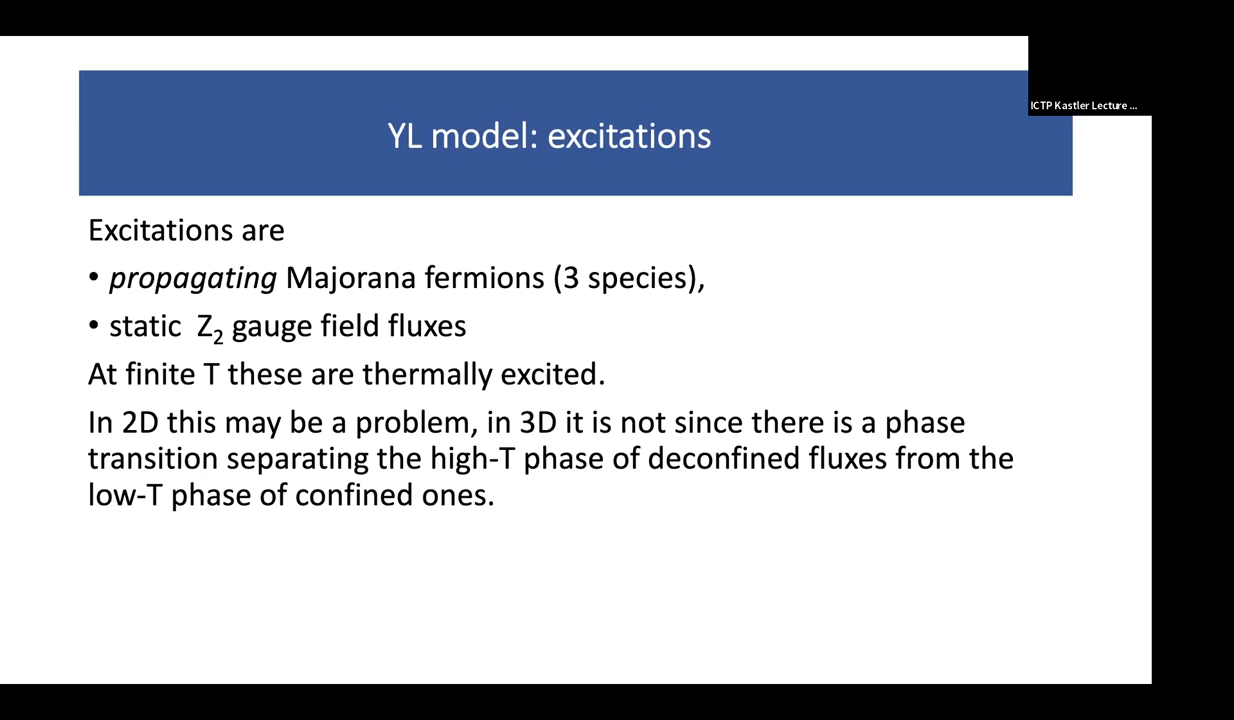 ICTP Kastler Lecture ...
YL model: excitations
Excitations are
• propagating Majorana fermions (3 species),
• static Z₂ gauge field fluxes
At finite T these are thermally excited.
In 2D this may be a problem, in 3D it is not since there is a phase
transition separating the high-T phase of deconfined fluxes from the
low-T phase of confined ones.